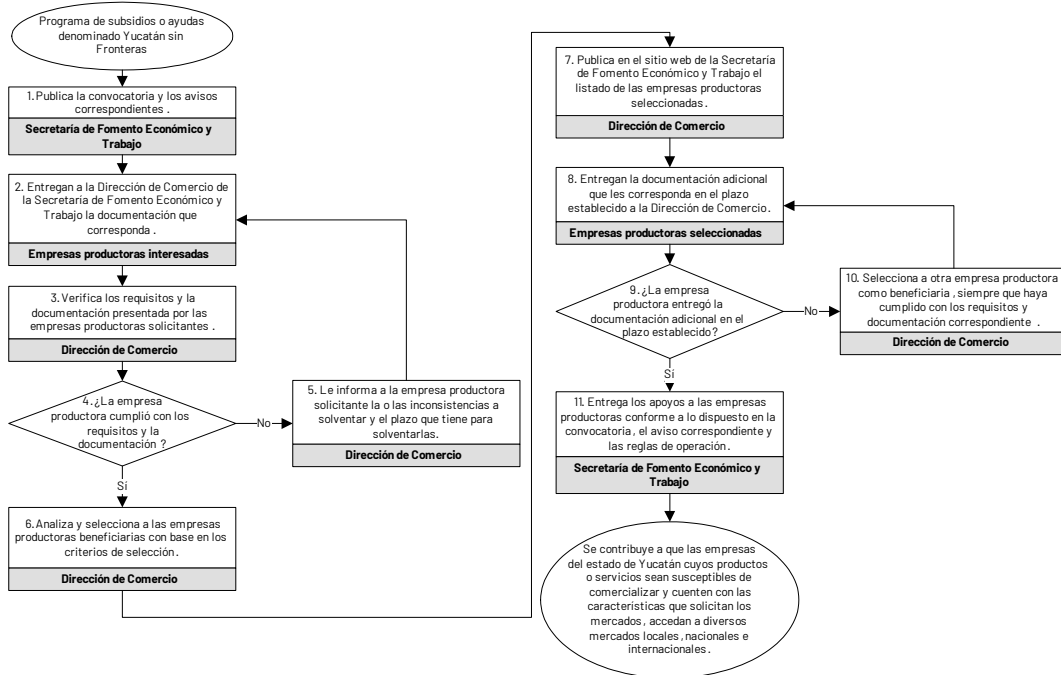 Programa de subsidios o ayudas
denominado Yucatán sin
Fronteras
1. Publica la convocatoria y los avisos
correspondientes .
Secretaría de Fomento Económico y
Trabajo
2. Entregan a la Dirección de Comercio de
la Secretaría de Fomento Económico y
Trabajo la documentación que
corresponda .
Empresas productoras interesadas
3. Verifica los requisitos y la
documentación presentada por las
empresas productoras solicitantes .
Dirección de Comercio
4. ¿La empresa
productora cumplió con los
requisitos y la
documentación ?
No
5. Le informa a la empresa productora
solicitante la o las inconsistencias a
solventar y el plazo que tiene para
solventarlas.
Dirección de Comercio
Sí
6. Analiza y selecciona a las empresas
productoras beneficiarias con base en los
criterios de selección .
Dirección de Comercio
7. Publica en el sitio web de la Secretaría
de Fomento Económico y Trabajo el
listado de las empresas productoras
seleccionadas .
Dirección de Comercio
8. Entregan la documentación adicional
que les corresponda en el plazo
establecido a la Dirección de Comercio .
Empresas productoras seleccionadas
9. ¿La empresa
productora entregó la
documentación adicional en el
plazo establecido ?
No
10. Selecciona a otra empresa productora
como beneficiaria , siempre que haya
cumplido con los requisitos y
documentación correspondiente .
Dirección de Comercio
Sí
11. Entrega los apoyos a las empresas
productoras conforme a lo dispuesto en la
convocatoria , el aviso correspondiente y
las reglas de operación .
Secretaría de Fomento Económico y
Trabajo
Se contribuye a que las empresas
del estado de Yucatán cuyos productos
o servicios sean susceptibles de
comercializar y cuenten con las
características que solicitan los
mercados , accedan a diversos
mercados locales , nacionales e
internacionales .